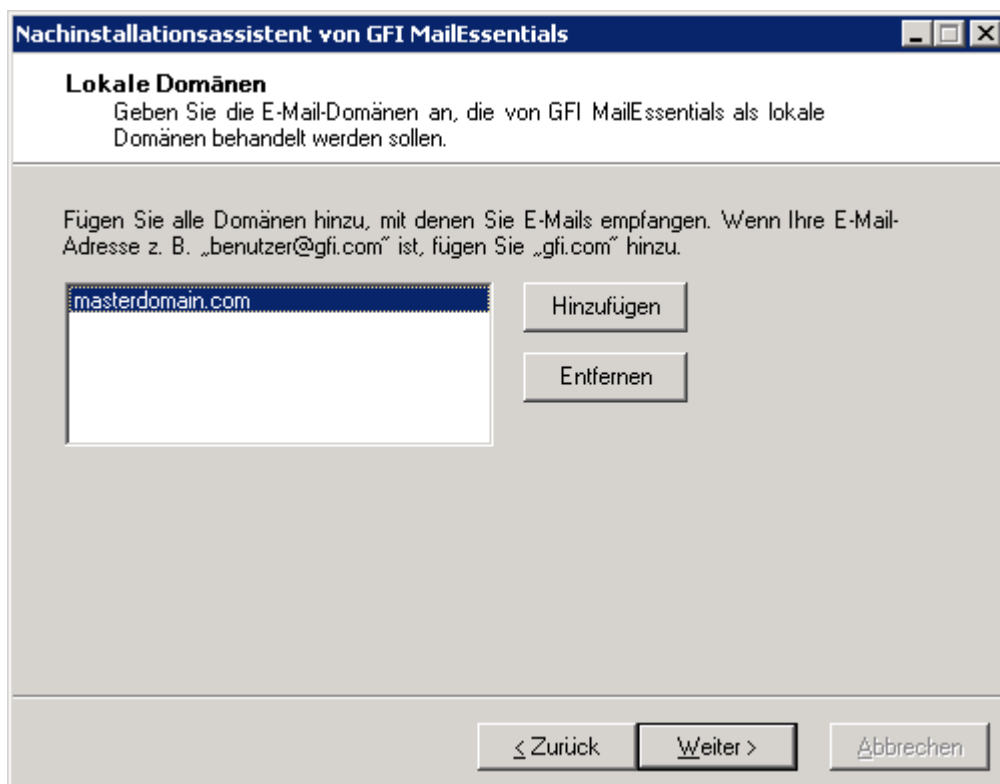 Nachinstallationsassistent von GFI MailEssentials
Lokale Domänen
Geben Sie die E-Mail-Domänen an, die von GFI MailEssentials als lokale
Domänen behandelt werden sollen.
Fügen Sie alle Domänen hinzu, mit denen Sie E-Mails empfangen. Wenn Ihre E-Mail-
Adresse z. B. „benutzer@gfi.com“ ist, fügen Sie „gfi.com“ hinzu.
masterdomain.com
Hinzufügen
Entfernen
< Zurück
Weiter >
Abbrechen